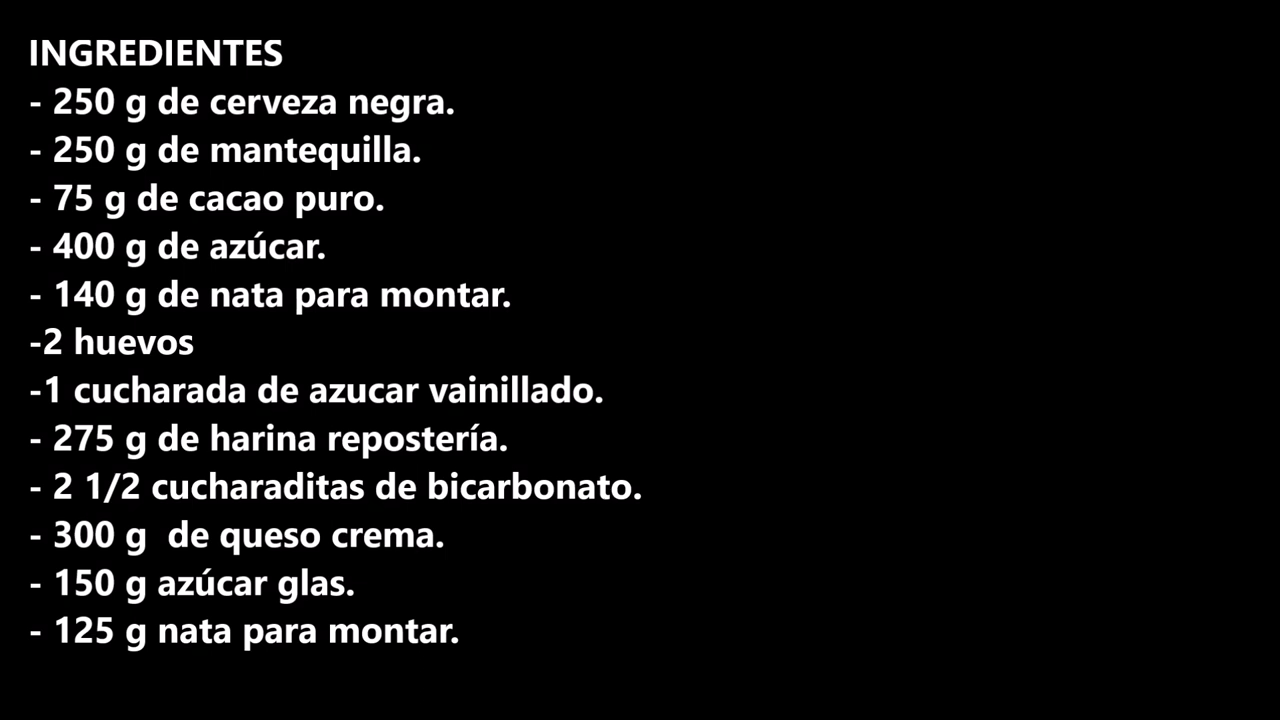 INGREDIENTES
- 250 g de cerveza negra.
- 250 g de mantequilla.
- 75 g de cacao puro.
- 400 g de azúcar.
- 140 g de nata para montar.
-2 huevos
-1 cucharada de azucar vainillado.
- 275 g de harina repostería.
- 2 1/2 cucharaditas de bicarbonato.
- 300 g  de queso crema.
- 150 g azúcar glas.
- 125 g nata para montar.